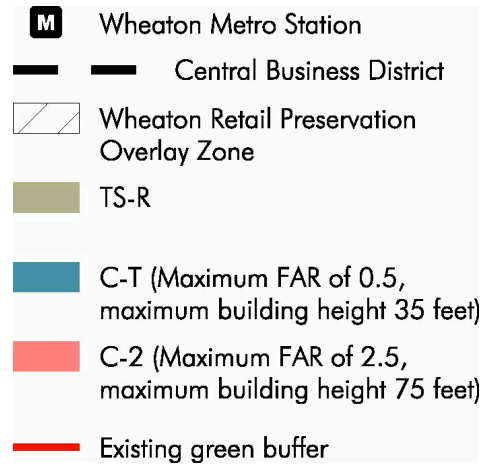 M Wheaton Metro Station
Central Business District
Wheaton Retail Preservation
Overlay Zone
TS-R
C-T (Maximum FAR of 0.5,
maximum building height 35 feet)
C-2 (Maximum FAR of 2.5,
maximum building height 75 feet)
Existing green buffer